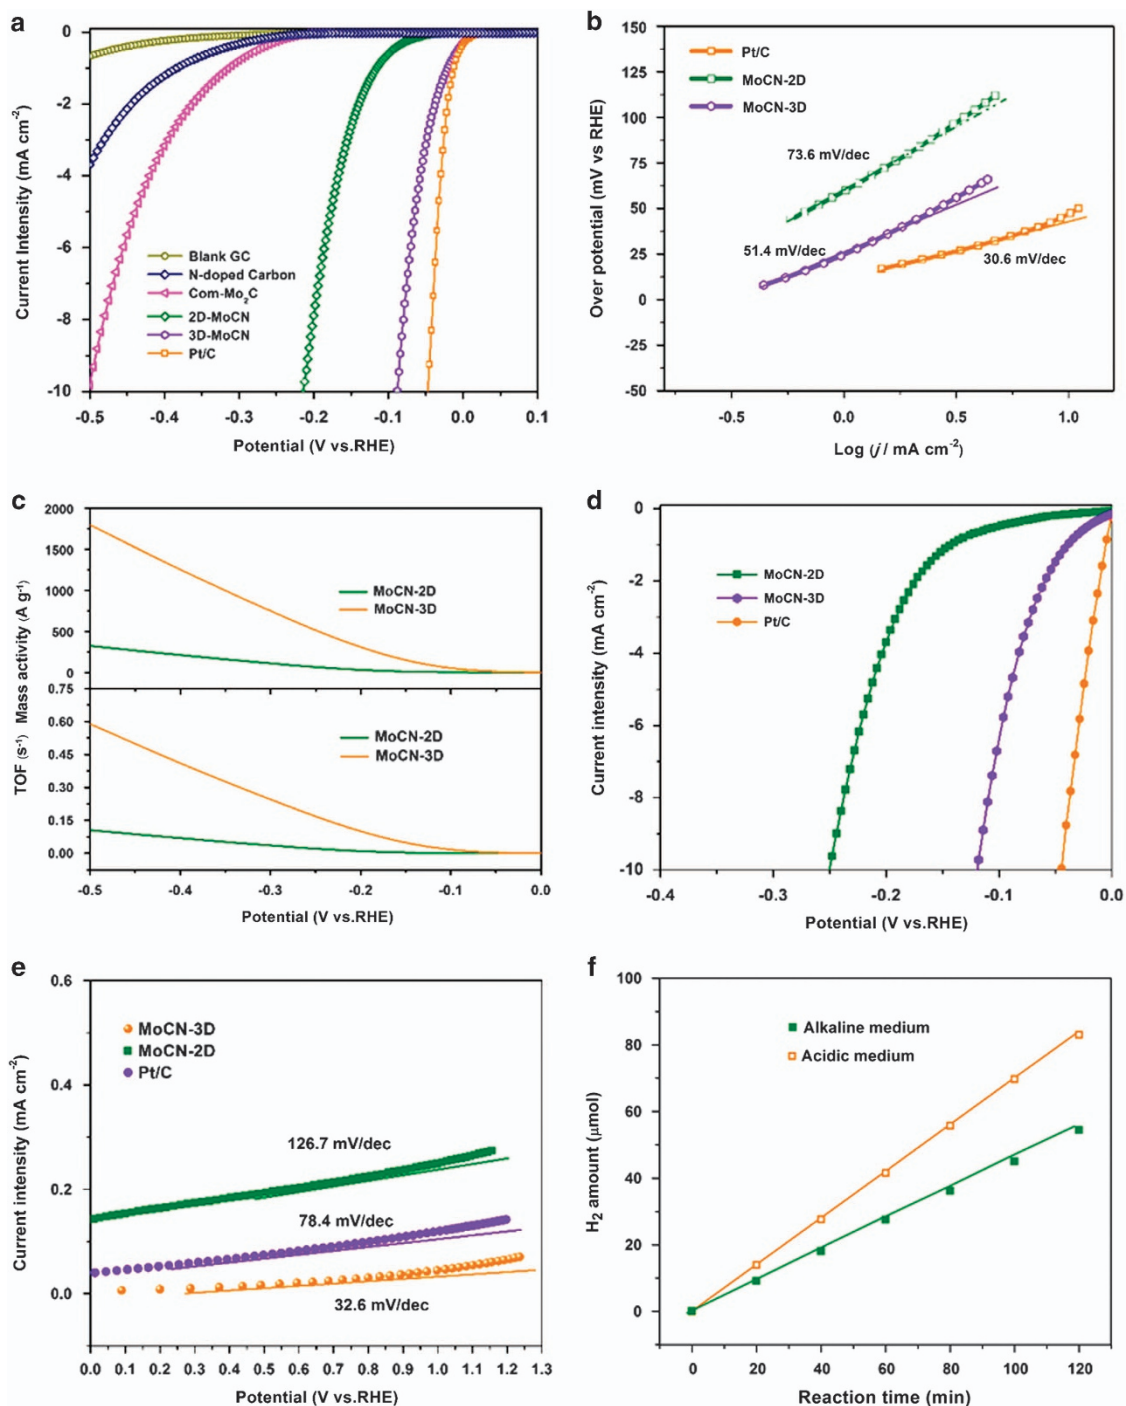 a
0
-2
-4
-6
-8
-10
Current Intensity (mA cm-2)
Blank GC
N-doped Carbon
Com-Mo2C
2D-MoCN
3D-MoCN
Pt/C
-0.5 -0.4 -0.3 -0.2 -0.1 0.0 0.1
Potential (V vs.RHE)
b
150
125
100
75
50
25
0
25
-50
Over potential (mV vs RHE)
Pt/C
MoCN-2D
MoCN-3D
73.6 mV/dec
51.4 mV/dec
30.6 mV/dec
-0.5 0.0 0.5 1.0
Log (j / mA cm-2)
c
2000
1500
1000
500
0
0.75
0.60
0.45
0.30
0.15
0.00
TOF (s-1) Mass activity (A g-1)
MoCN-2D
MoCN-3D
MoCN-2D
MoCN-3D
-0.5 -0.4 -0.3 -0.2 -0.1 0.0
Potential (V vs.RHE)
d
0
-2
-4
-6
-8
-10
Current intensity (mA cm-2)
MoCN-2D
MoCN-3D
Pt/C
-0.4 -0.3 -0.2 -0.1 0.0
Potential (V vs.RHE)
e
0.6
0.4
0.2
0.0
Current intensity (mA cm-2)
MoCN-3D
MoCN-2D
Pt/C
126.7 mV/dec
78.4 mV/dec
32.6 mV/dec
0.0 0.1 0.2 0.3 0.4 0.5 0.6 0.7 0.8 0.9 1.0 1.1 1.2 1.3
Potential (V vs.RHE)
f
100
80
60
40
20
0
H2 amount (μmol)
Alkaline medium
Acidic medium
0 20 40 60 80 100 120
Reaction time (min)